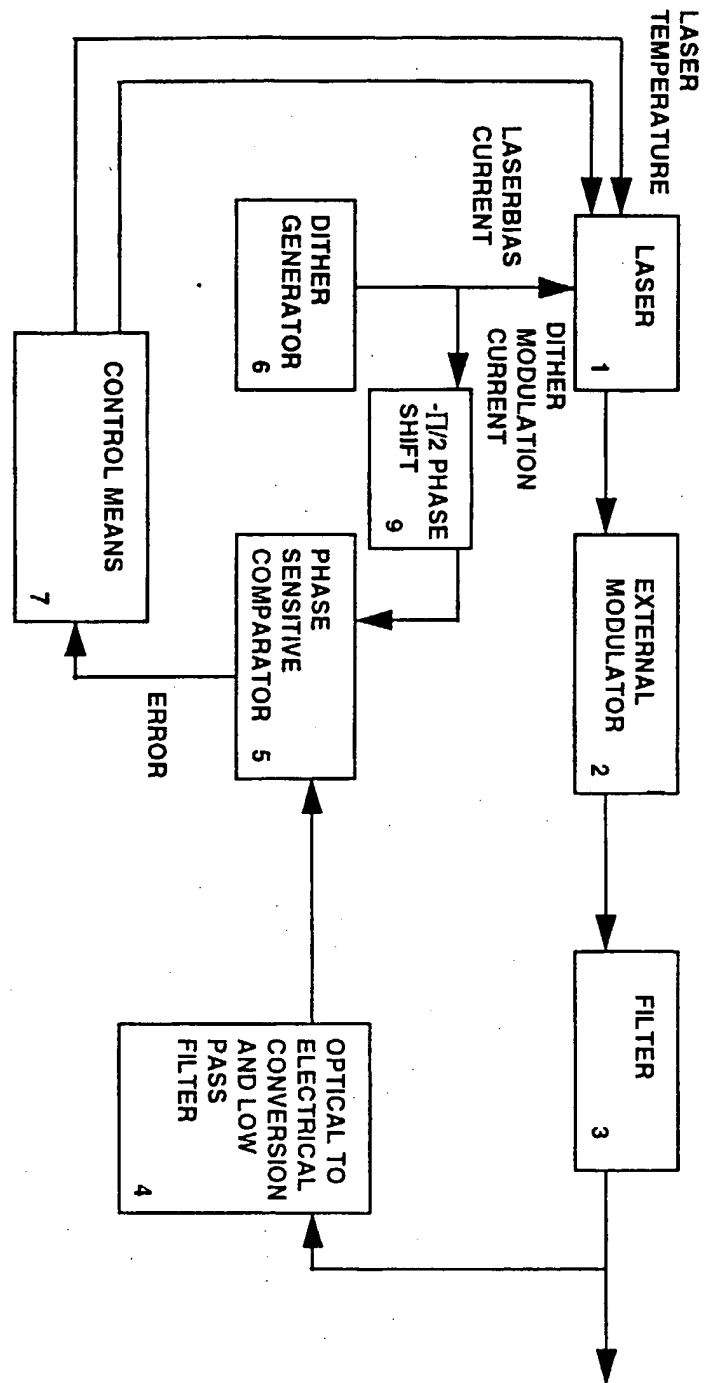 LASER
TEMPERATURE
LASER
1
EXTERNAL
MODULATOR
2
FILTER
3
LASERBIAS
CURRENT
DITHER
MODULATION
CURRENT
DITHER
GENERATOR
6
-∏/2 PHASE
SHIFT
9
PHASE
SENSITIVE
COMPARATOR
5
OPTICAL TO
ELECTRICAL
CONVERSION
AND LOW
PASS
FILTER
4
ERROR
CONTROL MEANS
7